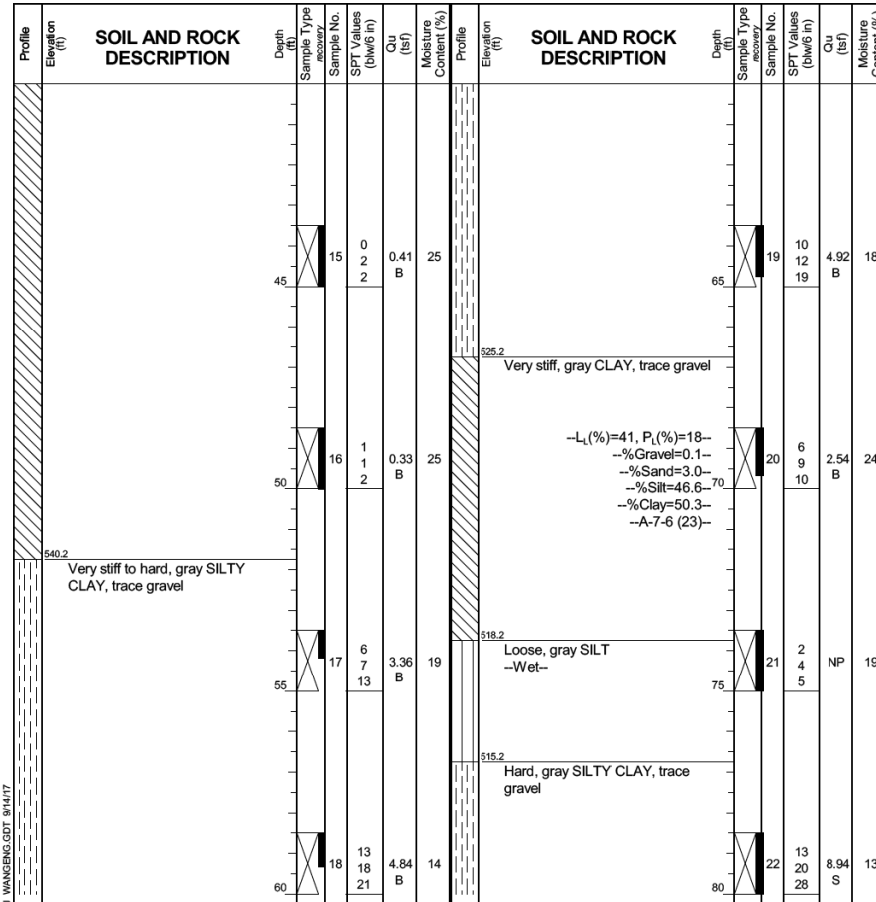 Profile
Elevation
(ft)
SOIL AND ROCK
DESCRIPTION
Depth
(ft)
Sample Type
recovery
Sample No.
SPT Values
(blw/6 in)
Qu
(tsf)
Moisture
Content (%)
15
0
2
2
0.41
B
25
45
16
1
1
2
0.33
B
25
50
540.2
Very stiff to hard, gray SILTY
CLAY, trace gravel
17
6
7
13
3.36
B
19
55
18
13
18
21
4.84
B
14
60
WANGENG.GDT 9/14/17
Profile
Elevation
(ft)
SOIL AND ROCK
DESCRIPTION
Depth
(ft)
Sample Type
recovery
Sample No.
SPT Values
(blw/6 in)
Qu
(tsf)
Moisture
Content (%)
19
10
12
19
4.92
B
18
65
525.2
Very stiff, gray CLAY, trace gravel
--LL(%)=41, PL(%)=18--
--%Gravel=0.1--
--%Sand=3.0--
--%Silt=46.6--
70
--%Clay=50.3--
--A-7-6 (23)--
20
6
9
10
2.54
B
24
518.2
Loose, gray SILT
--Wet--
21
2
4
5
NP
19
75
515.2
Hard, gray SILTY CLAY, trace
gravel
22
13
20
28
8.94
S
13
80